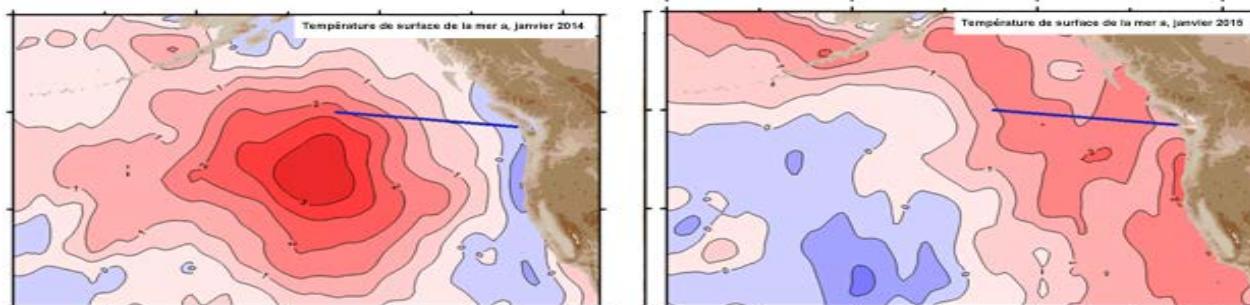 Température de surface de la mer a, janvier 2014
Température de surface de la mer a, janvier 2015